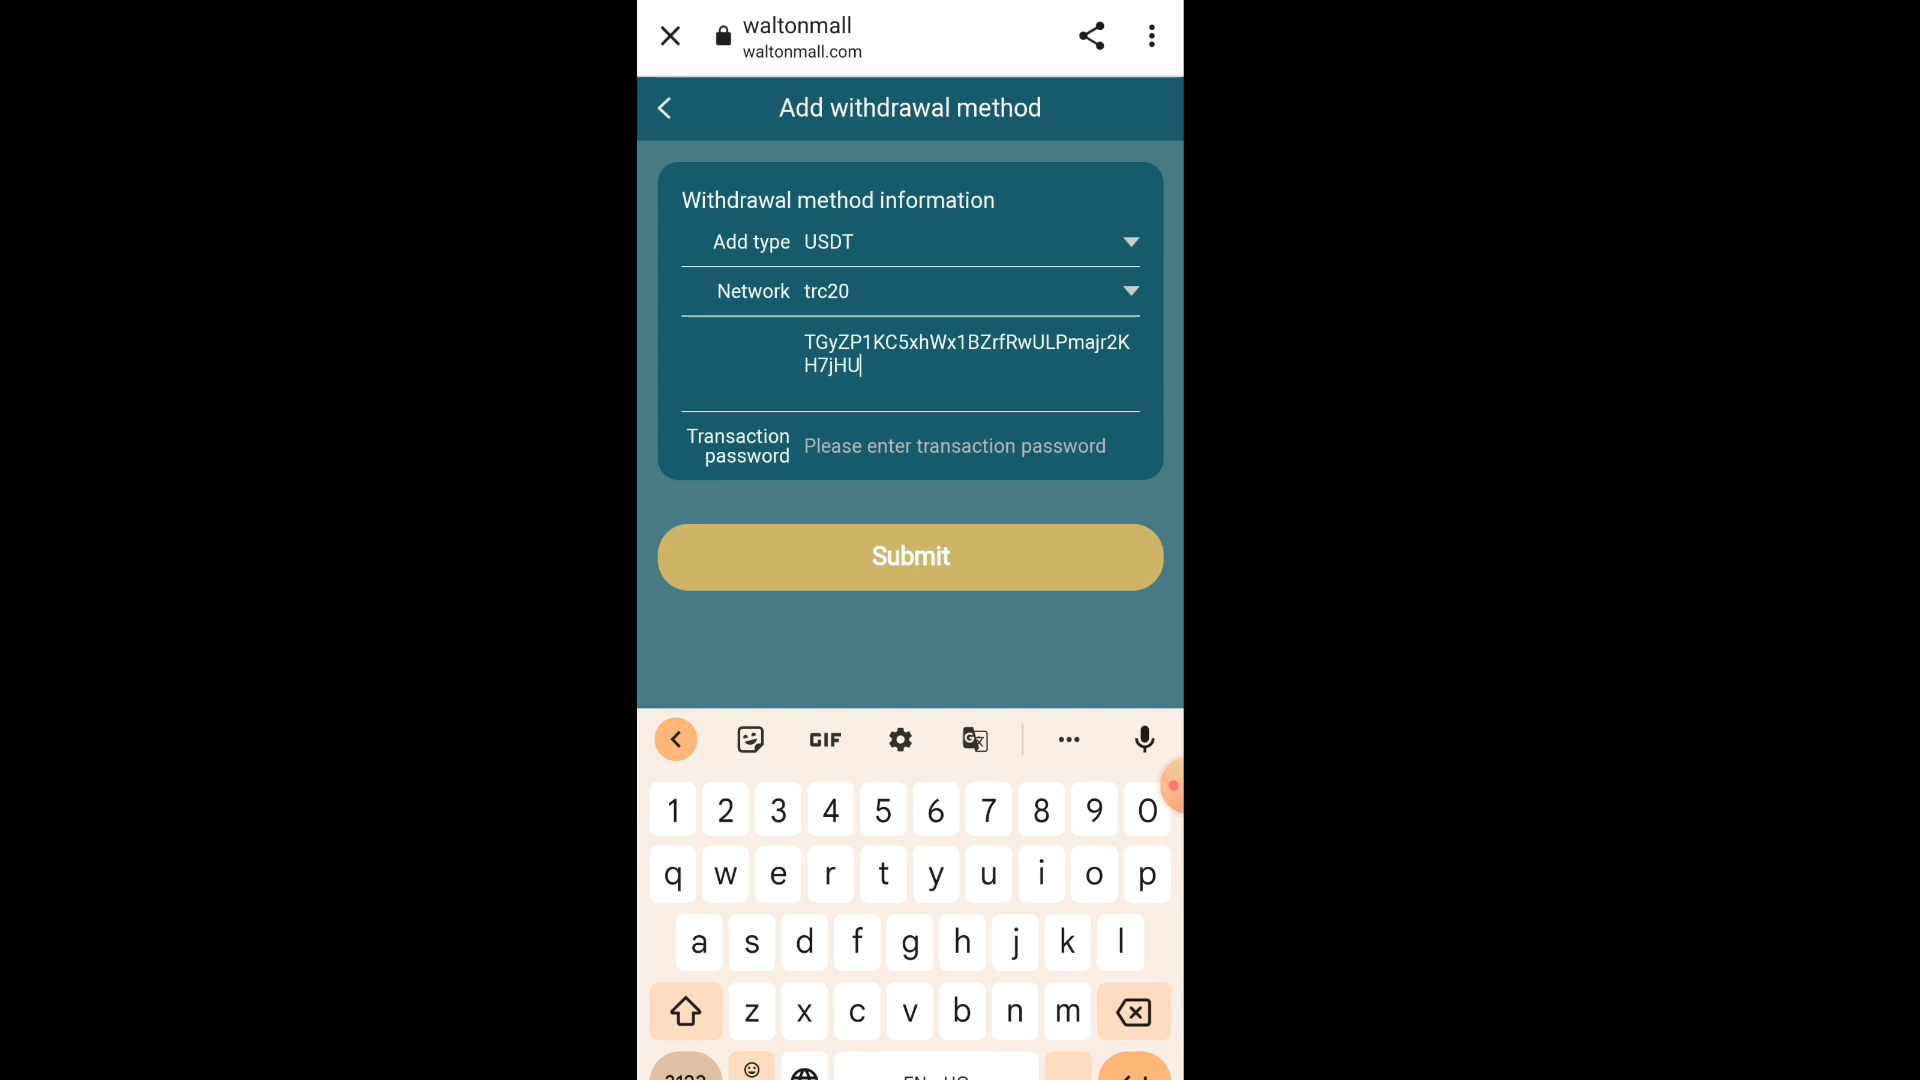 waltonmall
waltonmall.com
Add withdrawal method
Withdrawal method information
Add type USDT
Network trc20
TGyZP1KC5xhWx1BZrfRwULPmajr2K
H7jHU
Transaction
password
Please enter transaction password
Submit
GIF
1 2 3 4 5 6 7 8 9 0
q w e r t y u i o p
a s d f g h j k l
z x c v b n m